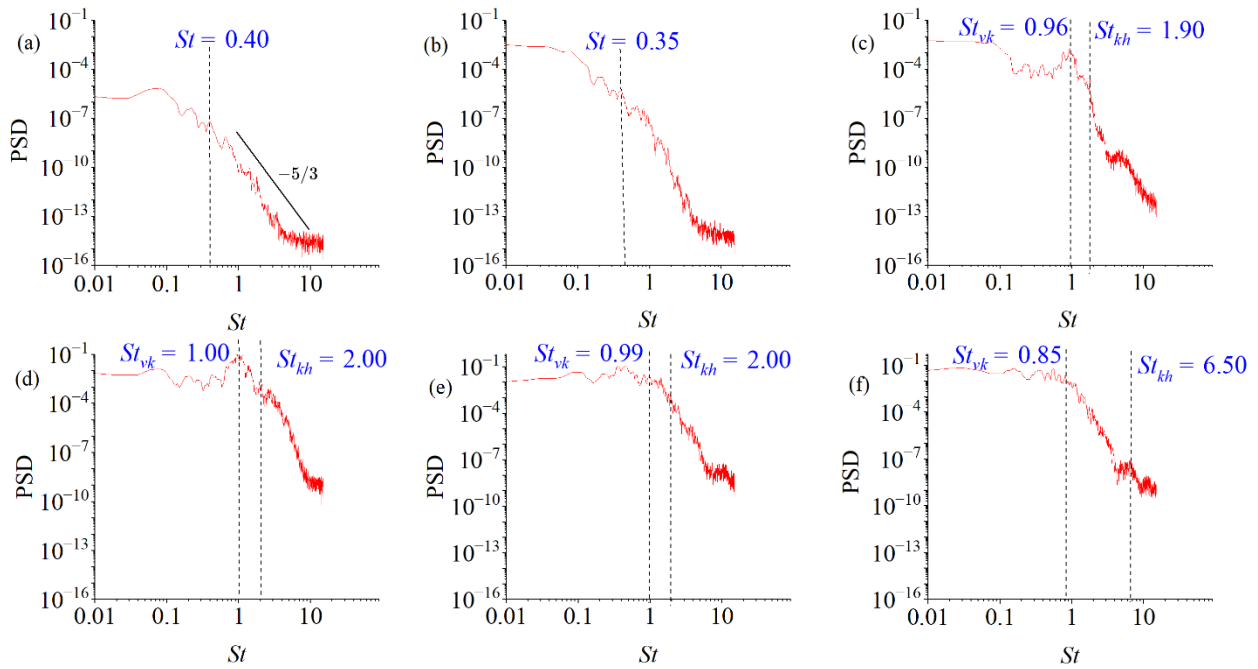 (a)
St = 0.40
PSD
10⁻¹
10⁻⁴
10⁻⁷
10⁻¹⁰
10⁻¹³
10⁻¹⁶
−5/3
0.01 0.1 1 10
St
(b)
St = 0.35
PSD
10⁻¹
10⁻⁴
10⁻⁷
10⁻¹⁰
10⁻¹³
10⁻¹⁶
0.01 0.1 1 10
St
(c)
St_vk = 0.96
St_kh = 1.90
PSD
10⁻¹
10⁻⁴
10⁻⁷
10⁻¹⁰
10⁻¹³
10⁻¹⁶
0.01 0.1 1 10
St
(d)
St_vk = 1.00
St_kh = 2.00
PSD
10⁻¹
10⁻⁴
10⁻⁷
10⁻¹⁰
10⁻¹³
10⁻¹⁶
0.01 0.1 1 10
St
(e)
St_vk = 0.99
St_kh = 2.00
PSD
10⁻¹
10⁻⁴
10⁻⁷
10⁻¹⁰
10⁻¹³
10⁻¹⁶
0.01 0.1 1 10
St
(f)
St_vk = 0.85
St_kh = 6.50
PSD
10⁻¹
10⁻⁴
10⁻⁷
10⁻¹⁰
10⁻¹³
10⁻¹⁶
0.01 0.1 1 10
St